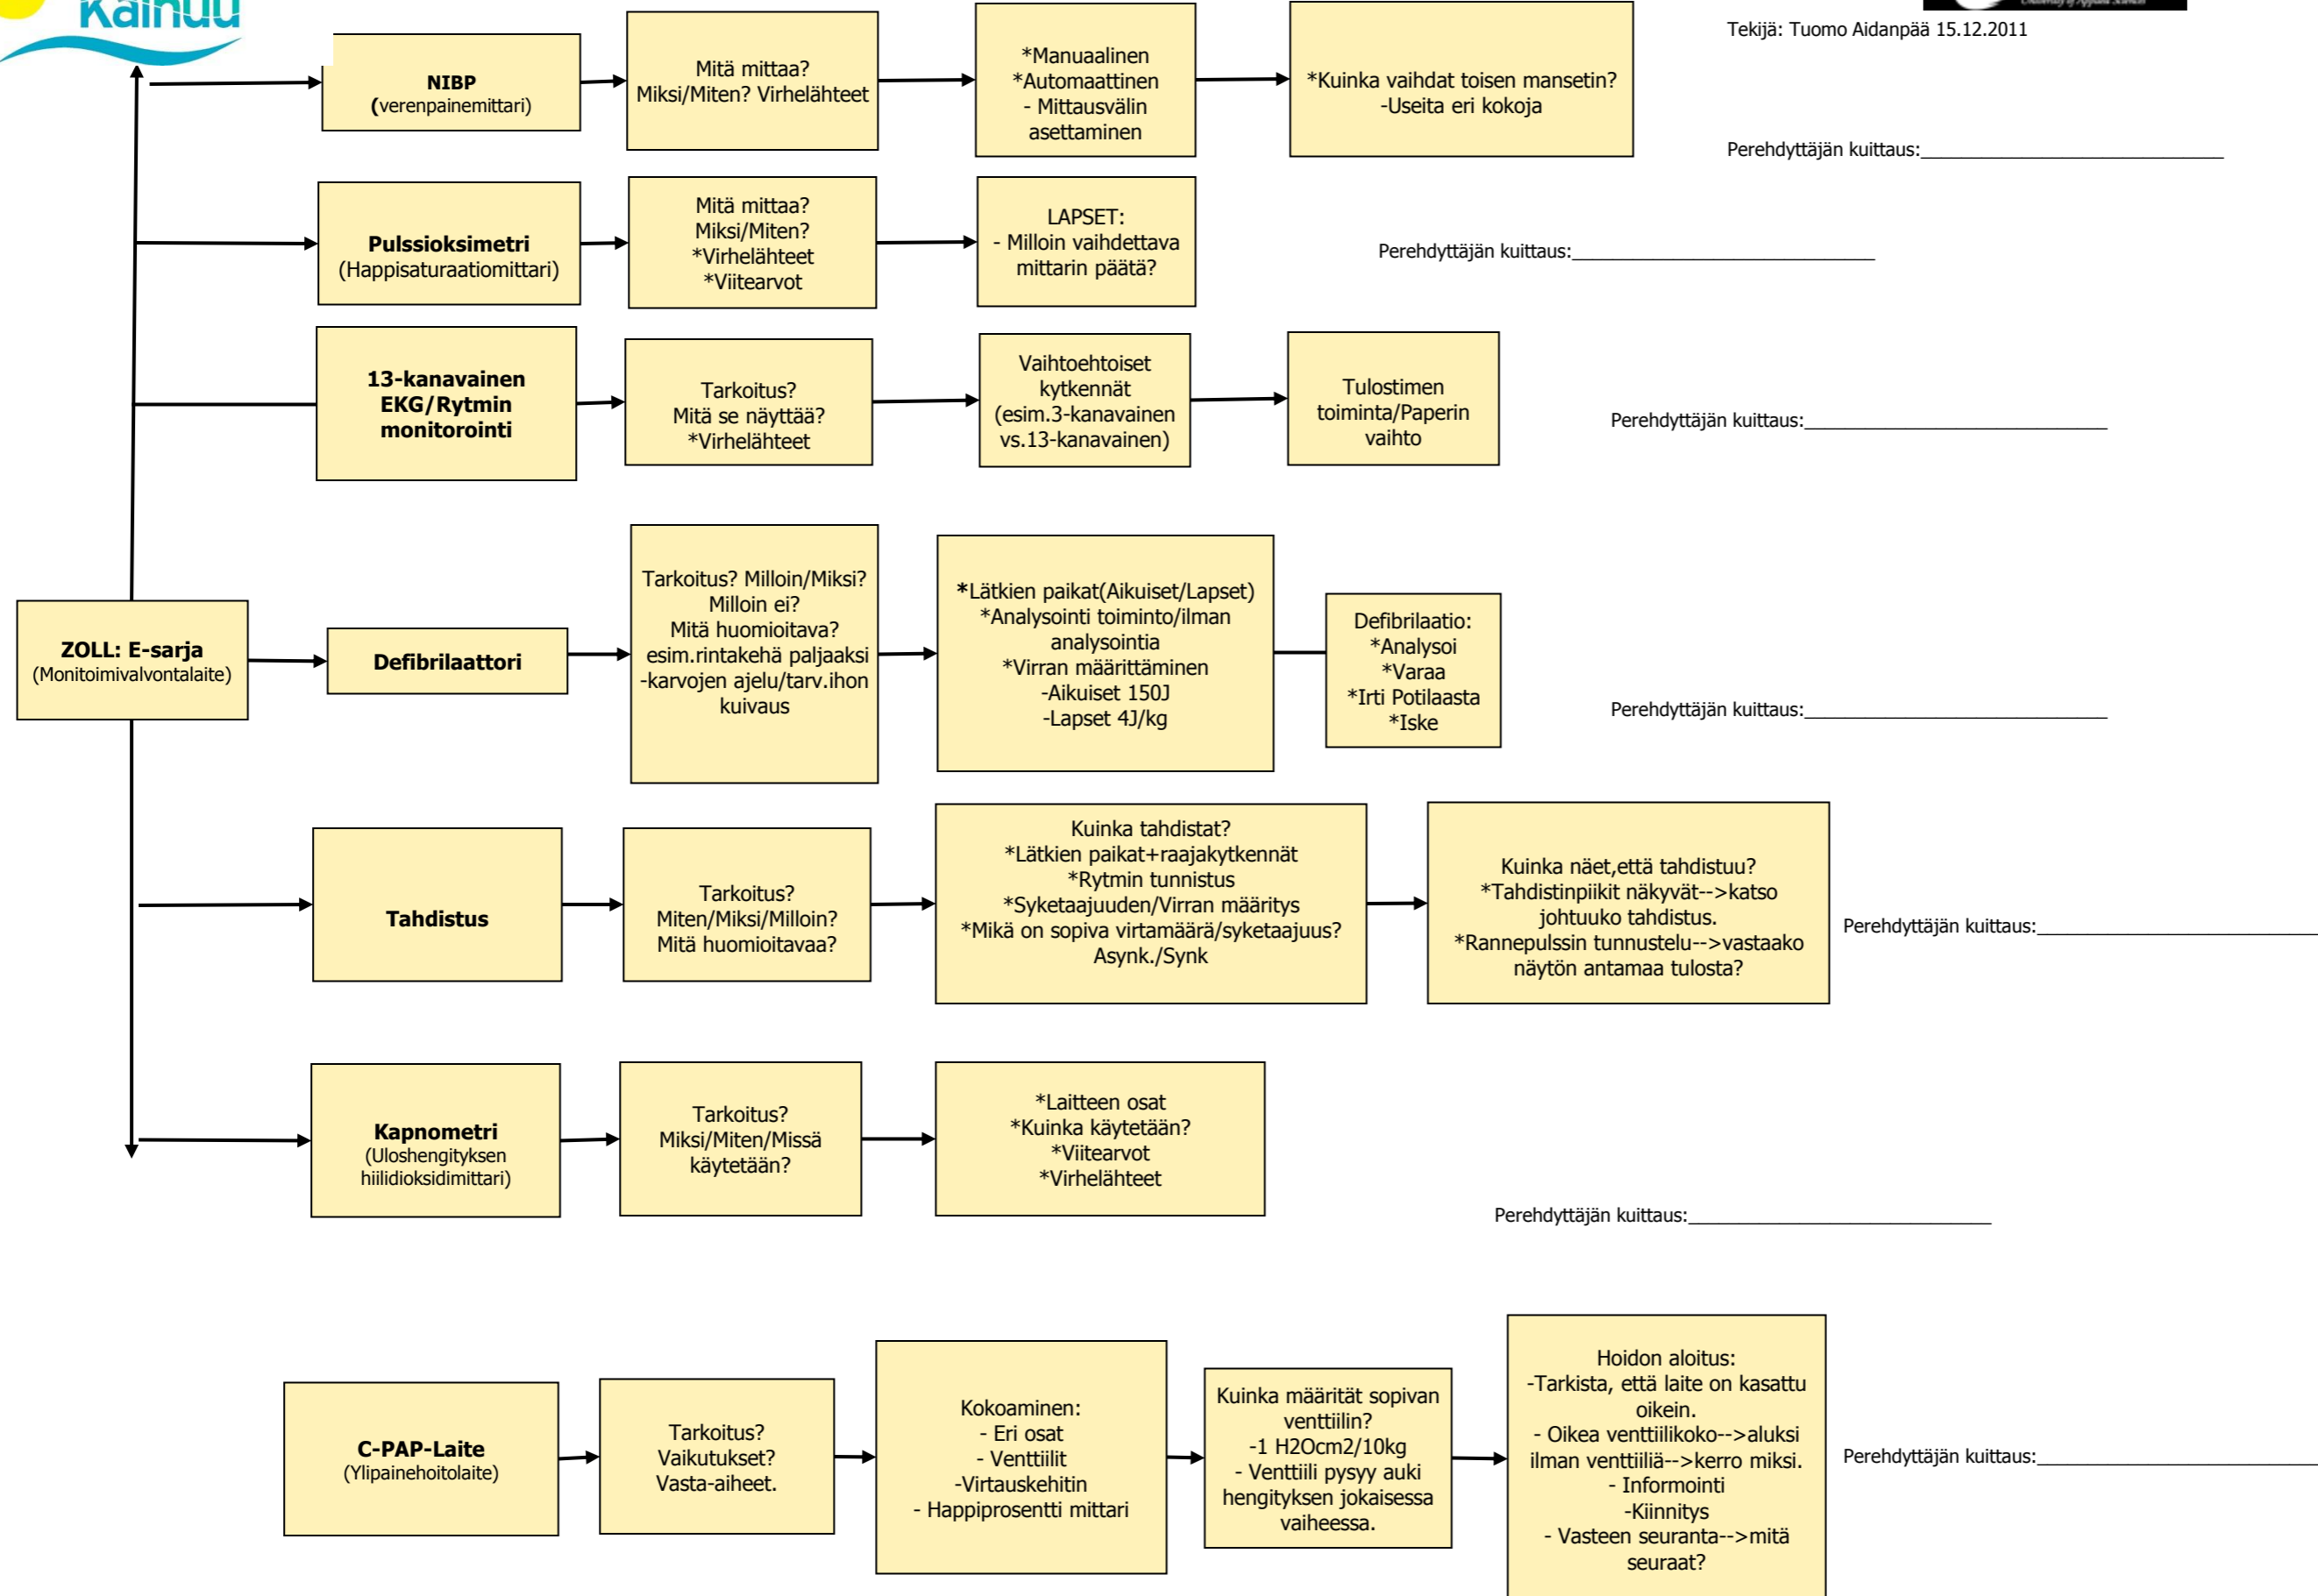 Kainuu
University of Applied Sciences
Tekijä: Tuomo Aidanpää 15.12.2011
NIBP
(verenpainemittari)
Mitä mittaa?
Miksi/Miten? Virhelähteet
*Manuaalinen
*Automaattinen
- Mittausvälin
asettaminen
*Kuinka vaihdat toisen mansetin?
-Useita eri kokoja
Perehdyttäjän kuittaus:______________________________
Pulssioksimetri
(Happisaturaatiomittari)
Mitä mittaa?
Miksi/Miten?
*Virhelähteet
*Viitearvot
LAPSET:
- Milloin vaihdettava
mittarin päätä?
Perehdyttäjän kuittaus:______________________________
13-kanavainen
EKG/Rytmin
monitorointi
Tarkoitus?
Mitä se näyttää?
*Virhelähteet
Vaihtoehtoiset
kytkennät
(esim.3-kanavainen
vs.13-kanavainen)
Tulostimen
toiminta/Paperin
vaihto
Perehdyttäjän kuittaus:______________________________
ZOLL: E-sarja
(Monitoimivalvontalaite)
Defibrilaattori
Tarkoitus? Milloin/Miksi?
Milloin ei?
Mitä huomioitava?
esim.rintakehä paljaaksi
-karvojen ajelu/tarv.ihon
kuivaus
*Lätkien paikat(Aikuiset/Lapset)
*Analysointi toiminto/ilman
analysointia
*Virran määrittäminen
-Aikuiset 150J
-Lapset 4J/kg
Defibrilaatio:
*Analysoi
*Varaa
*Irti Potilaasta
*Iske
Perehdyttäjän kuittaus:______________________________
Tahdistus
Tarkoitus?
Miten/Miksi/Milloin?
Mitä huomioitavaa?
Kuinka tahdistat?
*Lätkien paikat+raajakytkennät
*Rytmin tunnistus
*Syketaajuuden/Virran määritys
*Mikä on sopiva virtamäärä/syketaajuus?
Asynk./Synk
Kuinka näet,että tahdistuu?
*Tahdistinpiikit näkyvät-->katso
johtuuko tahdistus.
*Rannepulssin tunnustelu-->vastaako
näytön antamaa tulosta?
Perehdyttäjän kuittaus:______________________________
Kapnometri
(Uloshengityksen
hiilidioksidimittari)
Tarkoitus?
Miksi/Miten/Missä
käytetään?
*Laitteen osat
*Kuinka käytetään?
*Viitearvot
*Virhelähteet
Perehdyttäjän kuittaus:______________________________
C-PAP-Laite
(Ylipainehoitolaite)
Tarkoitus?
Vaikutukset?
Vasta-aiheet.
Kokoaminen:
- Eri osat
- Venttiilit
-Virtauskehitin
- Happiprosentti mittari
Kuinka määrität sopivan
venttiilin?
-1 H2Ocm2/10kg
- Venttiili pysyy auki
hengityksen jokaisessa
vaiheessa.
Hoidon aloitus:
-Tarkista, että laite on kasattu
oikein.
- Oikea venttiilikoko-->aluksi
ilman venttiiliä-->kerro miksi.
- Informointi
-Kiinnitys
- Vasteen seuranta-->mitä
seuraat?
Perehdyttäjän kuittaus:______________________________